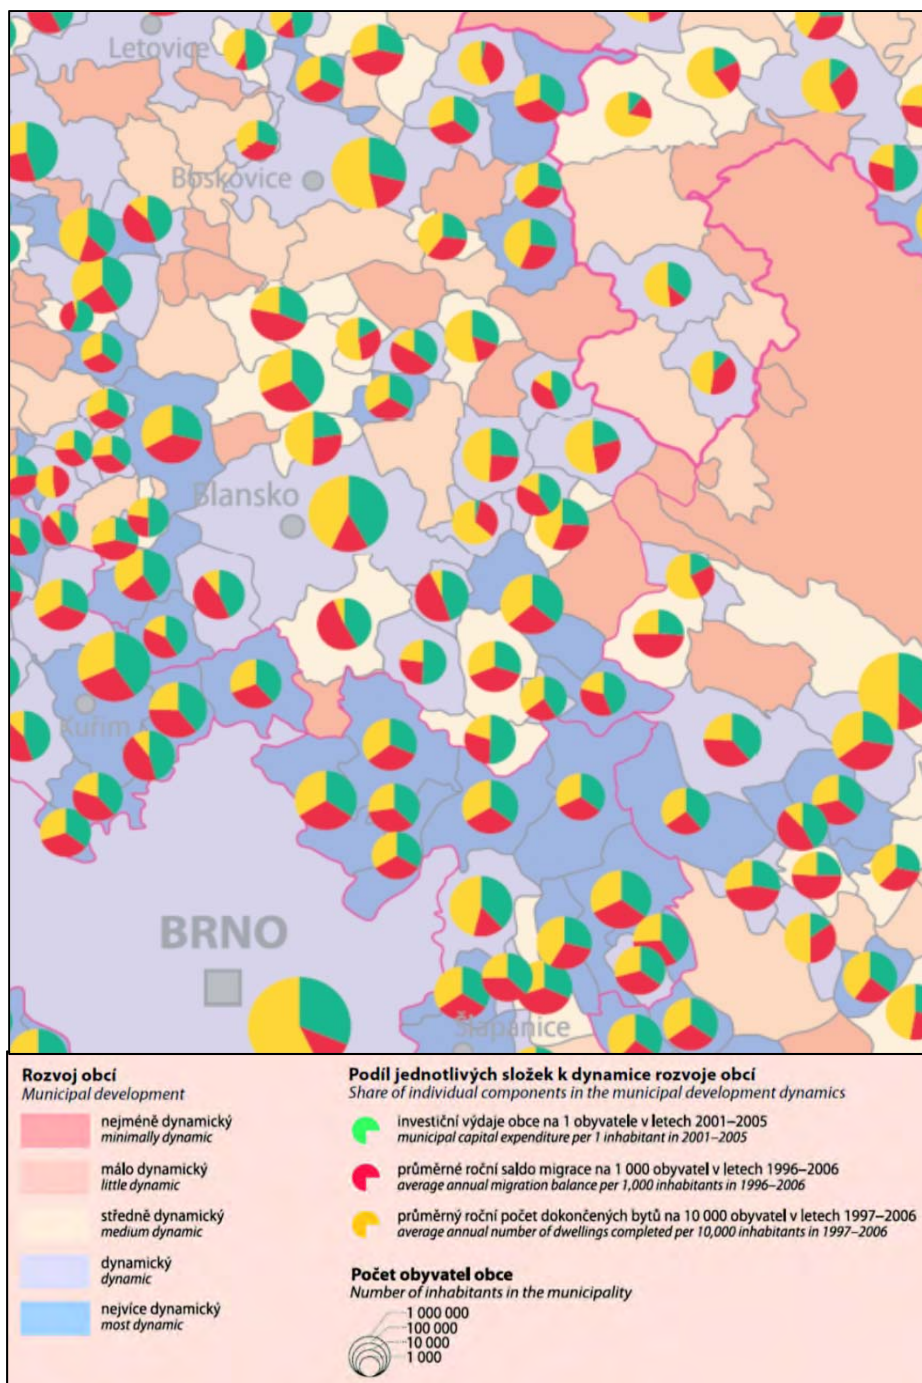 Letovice
Boskovice
Blansko
Kuřim
BRNO
Šlapanice
Rozvoj obcí
Municipal development
nejméně dynamický
minimally dynamic
málo dynamický
little dynamic
středně dynamický
medium dynamic
dynamický
dynamic
nejvíce dynamický
most dynamic
Podíl jednotlivých složek k dynamice rozvoje obcí
Share of individual components in the municipal development dynamics
investiční výdaje obce na 1 obyvatele v letech 2001–2005
municipal capital expenditure per 1 inhabitant in 2001–2005
průměrné roční saldo migrace na 1 000 obyvatel v letech 1996–2006
average annual migration balance per 1,000 inhabitants in 1996–2006
průměrný roční počet dokončených bytů na 10 000 obyvatel v letech 1997–2006
average annual number of dwellings completed per 10,000 inhabitants in 1997–2006
Počet obyvatel obce
Number of inhabitants in the municipality
1 000 000
100 000
10 000
1 000